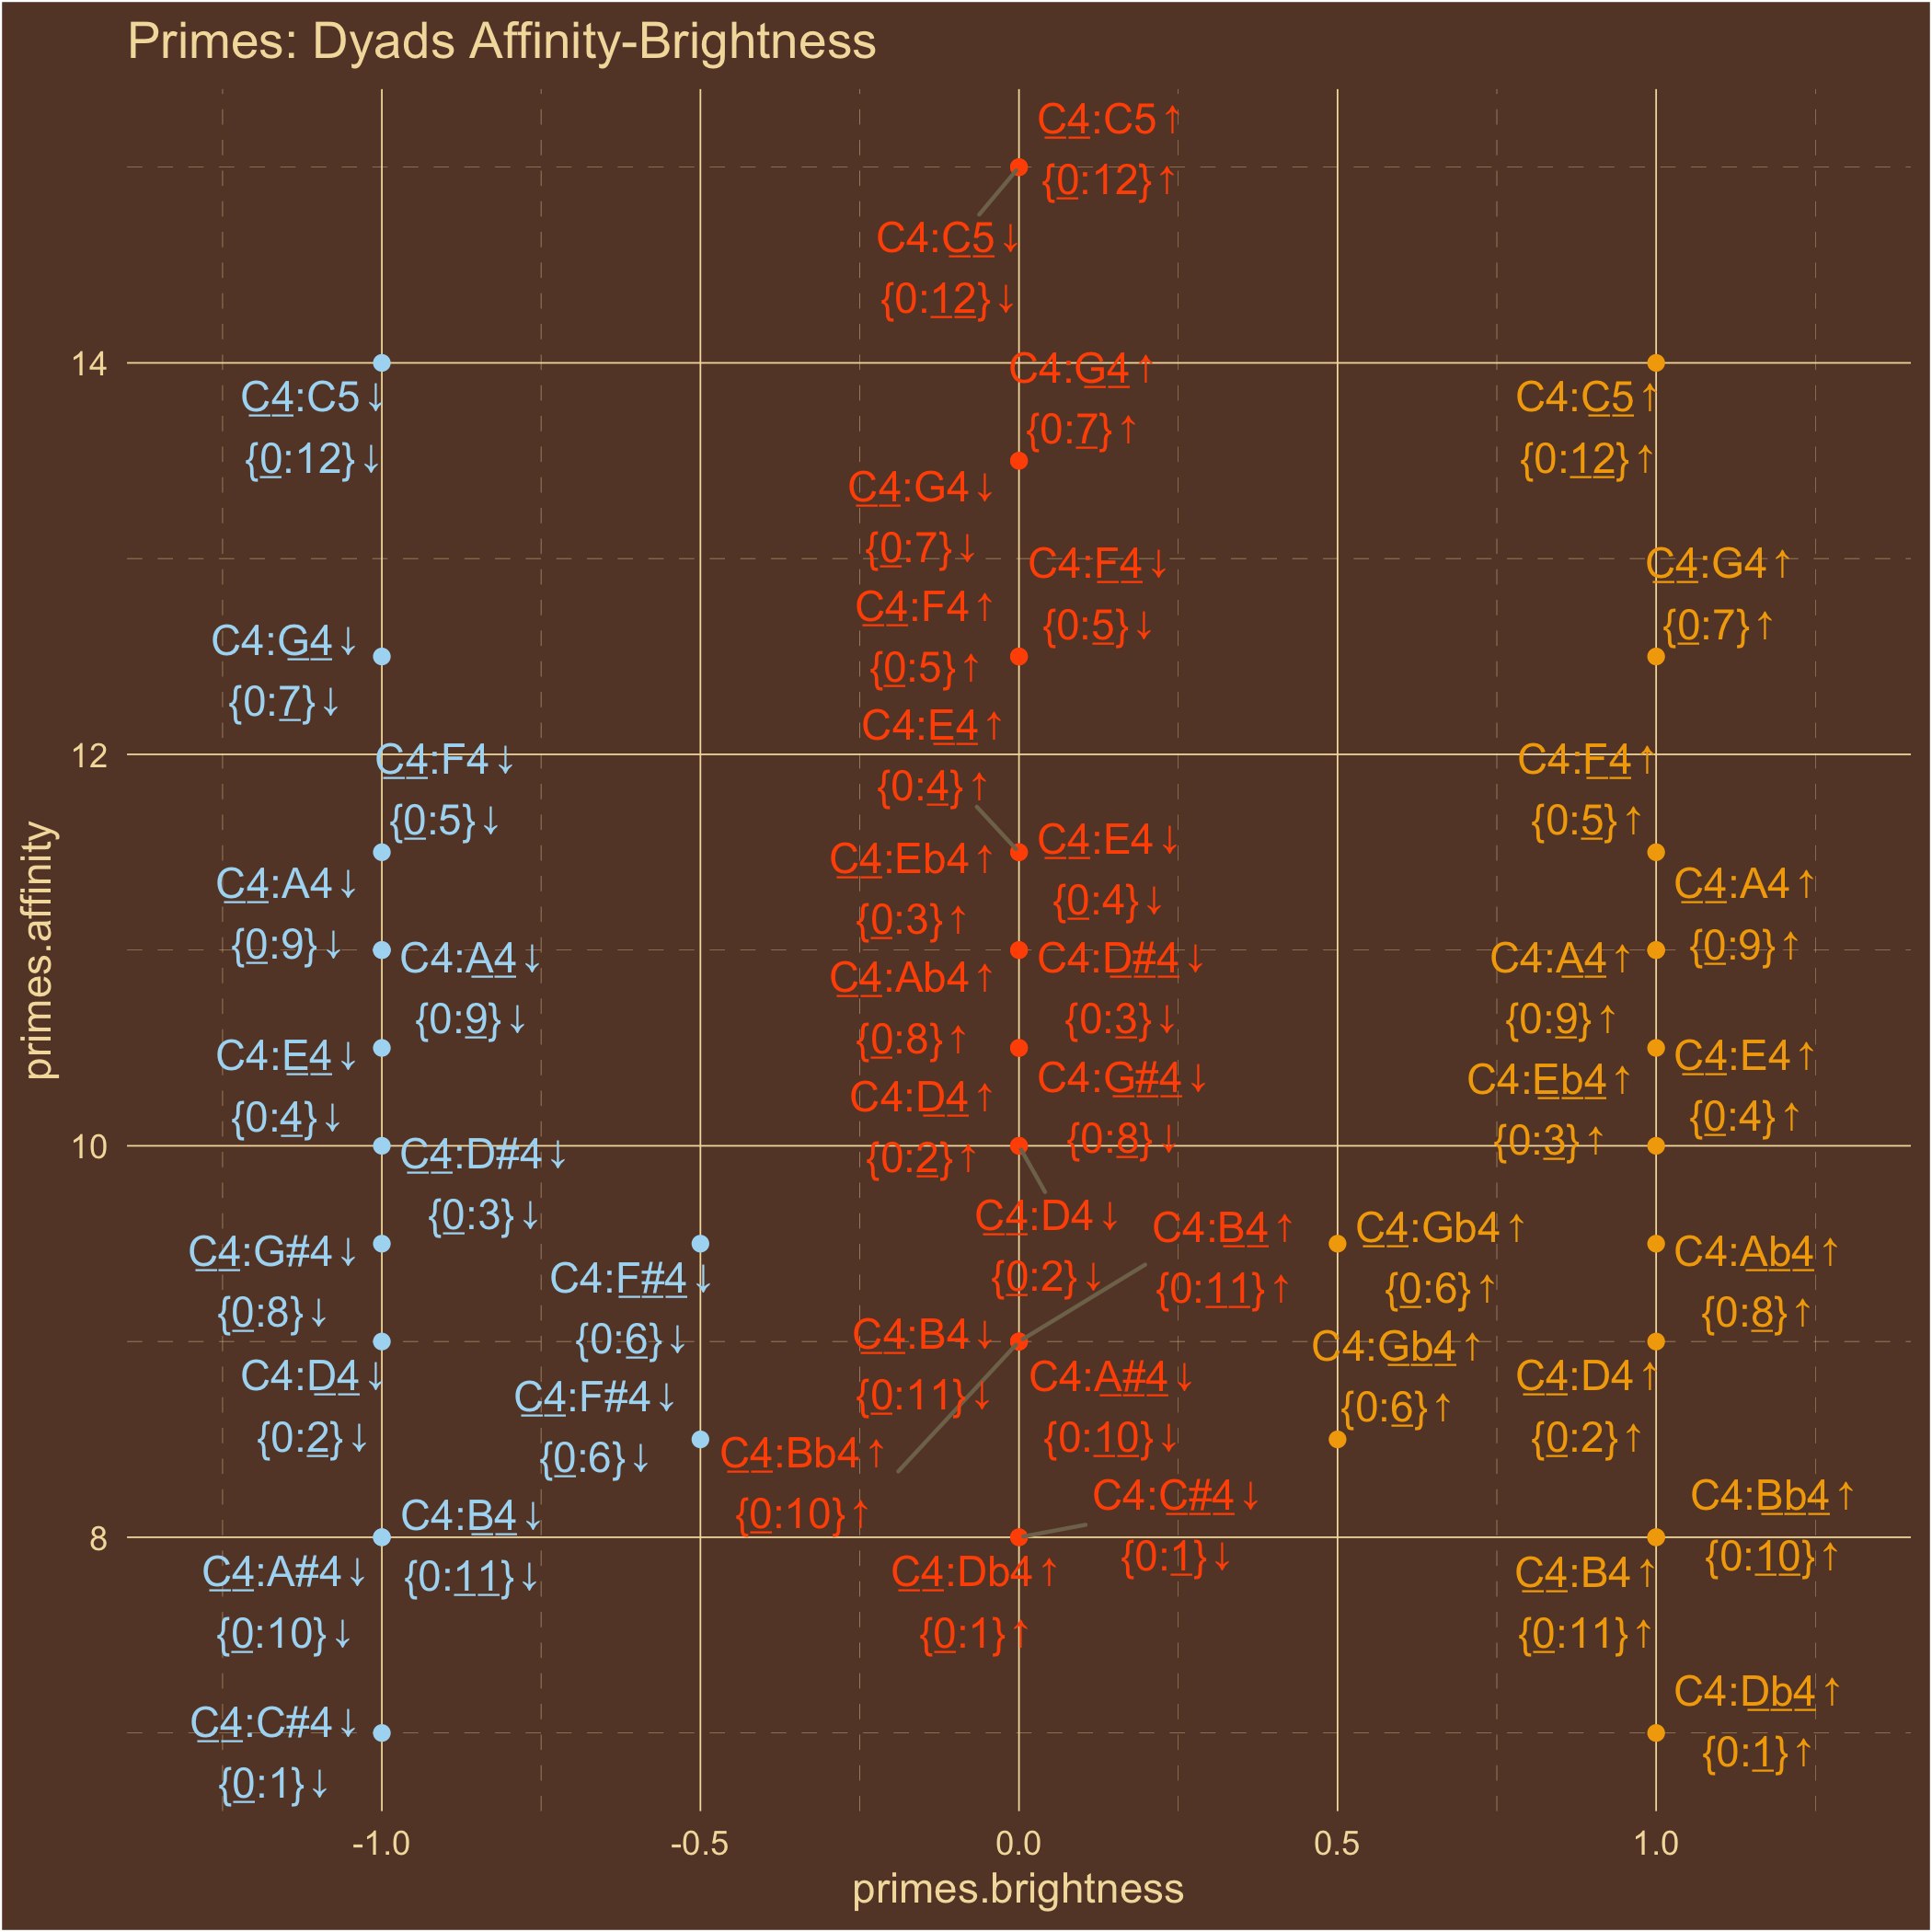 Primes: Dyads Affinity-Brightness
C4:C5↑
{0:12}↑
C4:C5↓
{0:12}↓
14
C4:C5↓
{0:12}↓
C4:G4↑
{0:7}↑
C4:C5↑
{0:12}↑
C4:G4↓
{0:7}↓
C4:F4↓
{0:5}↓
C4:G4↑
{0:7}↑
C4:F4↑
{0:5}↑
C4:G4↓
{0:7}↓
C4:E4↑
{0:4}↑
12
C4:F4↓
{0:5}↓
C4:F4↑
{0:5}↑
C4:A4↓
{0:9}↓
C4:Eb4↑
{0:3}↑
C4:E4↓
{0:4}↓
C4:A4↑
{0:9}↑
C4:A4↓
{0:9}↓
C4:Ab4↑
{0:8}↑
C4:D#4↓
{0:3}↓
C4:A4↑
{0:9}↑
C4:E4↓
{0:4}↓
C4:D4↑
{0:2}↑
C4:G#4↓
{0:8}↓
C4:Eb4↑
{0:3}↑
C4:E4↑
{0:4}↑
10
C4:D#4↓
{0:3}↓
C4:D4↓
{0:2}↓
C4:B4↑
{0:11}↑
C4:Gb4↑
{0:6}↑
C4:G#4↓
{0:8}↓
C4:F#4↓
{0:6}↓
C4:Ab4↑
{0:8}↑
C4:B4↓
{0:11}↓
C4:Gb4↑
{0:6}↑
C4:D4↓
{0:2}↓
C4:F#4↓
{0:6}↓
C4:A#4↓
{0:10}↓
C4:D4↑
{0:2}↑
C4:Bb4↑
{0:10}↑
C4:C#4↓
{0:1}↓
C4:Bb4↑
{0:10}↑
8
C4:B4↓
{0:11}↓
C4:A#4↓
{0:10}↓
C4:Db4↑
{0:1}↑
C4:B4↑
{0:11}↑
C4:C#4↓
{0:1}↓
C4:Db4↑
{0:1}↑
-1.0
-0.5
0.0
0.5
1.0
primes.brightness
primes.affinity